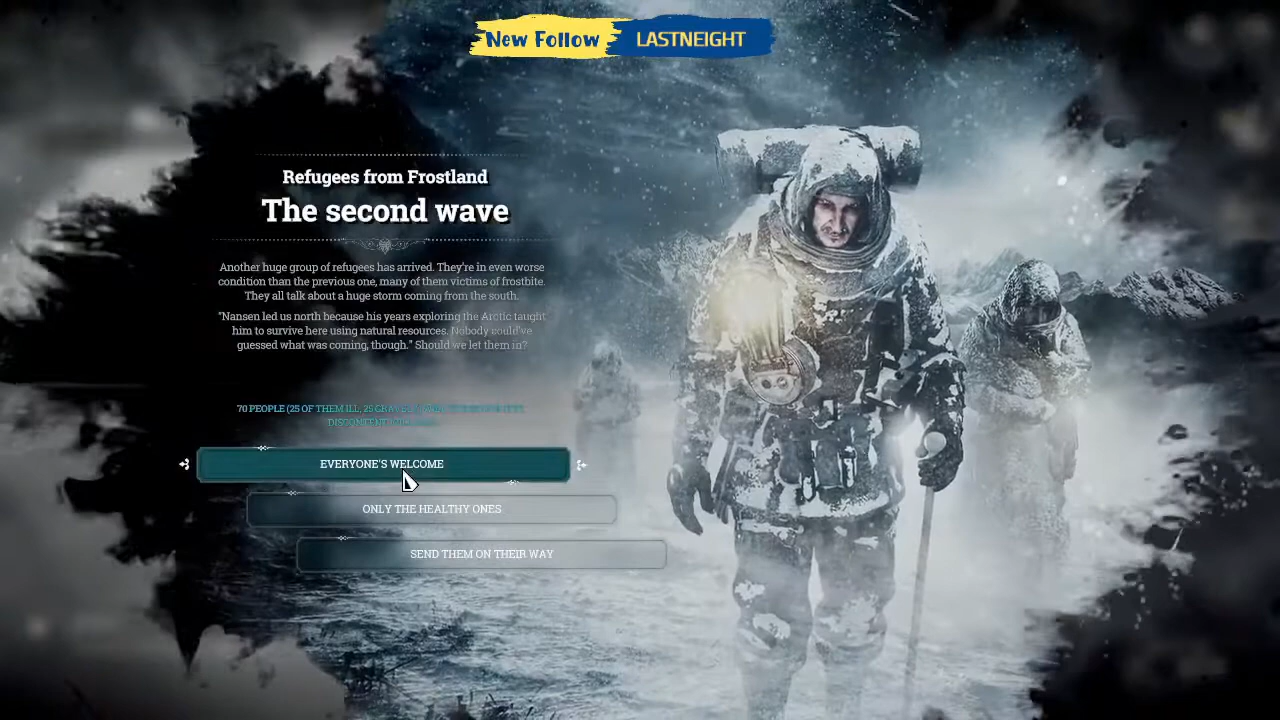 New Follow LASTNEIGHT
Refugees from Frostland
The second wave
Another huge group of refugees has arrived. They're in even worse
condition than the previous one, many of them victims of frostbite.
They all talk about a huge storm coming from the south.
"Nansen led us north because his years exploring the Arctic taught
him to survive here using natural resources. Nobody could've
guessed what was coming, though." Should we let them in?
70 PEOPLE (25 OF THEM ILL, 25
EVERYONE'S WELCOME
ONLY THE HEALTHY ONES
SEND THEM ON THEIR WAY